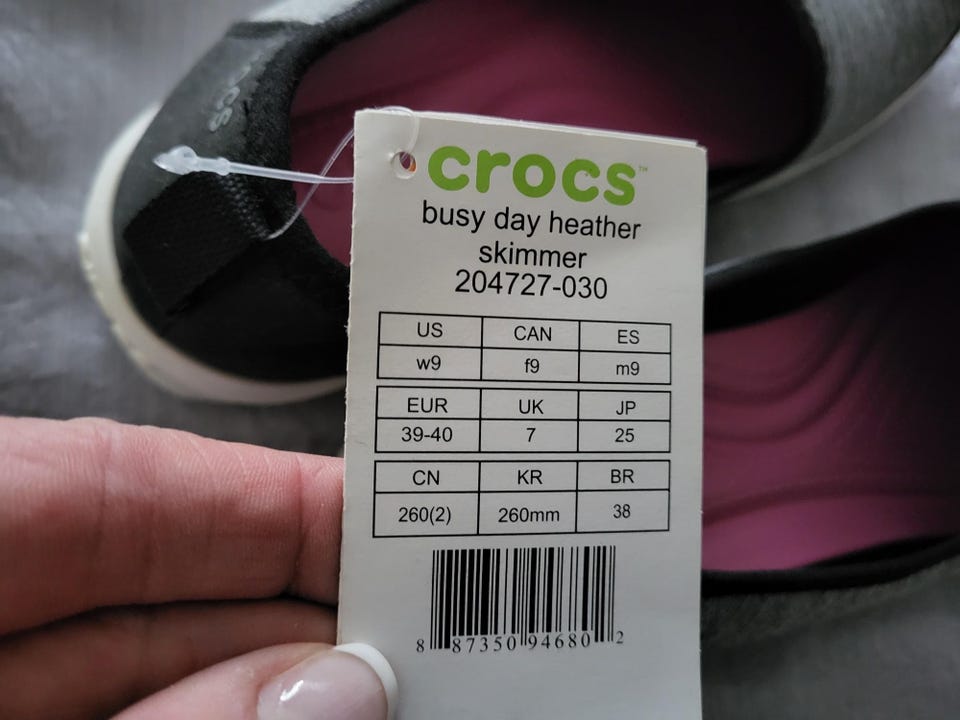 crocs™
busy day heather
skimmer
204727-030
US CAN ES
w9 f9 m9
EUR UK JP
39-40 7 25
CN KR BR
260(2) 260mm 38
8 87350 94680 2
crocs